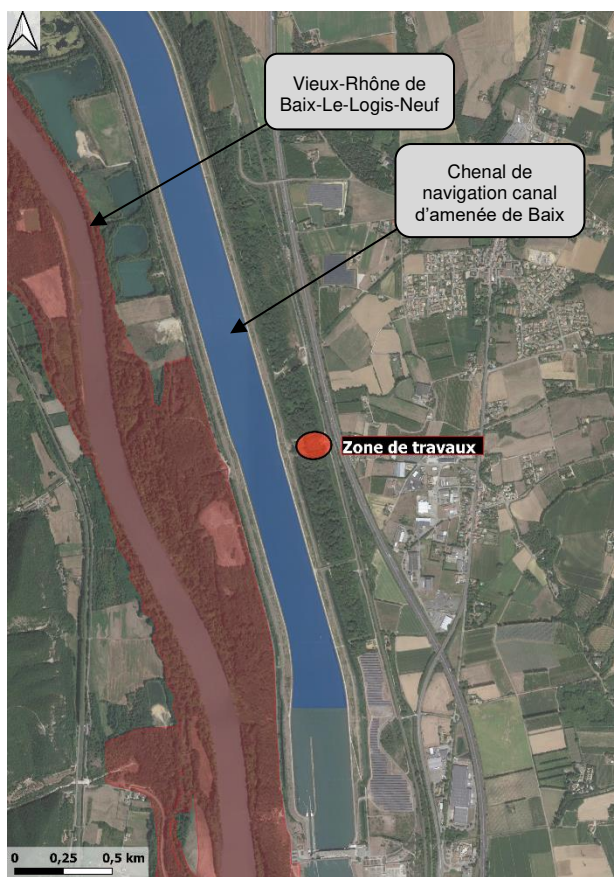 Vieux-Rhône de
Baix-Le-Logis-Neuf
Chenal de
navigation canal
d'amenée de Baix
Zone de travaux
0 0,25 0,5 km